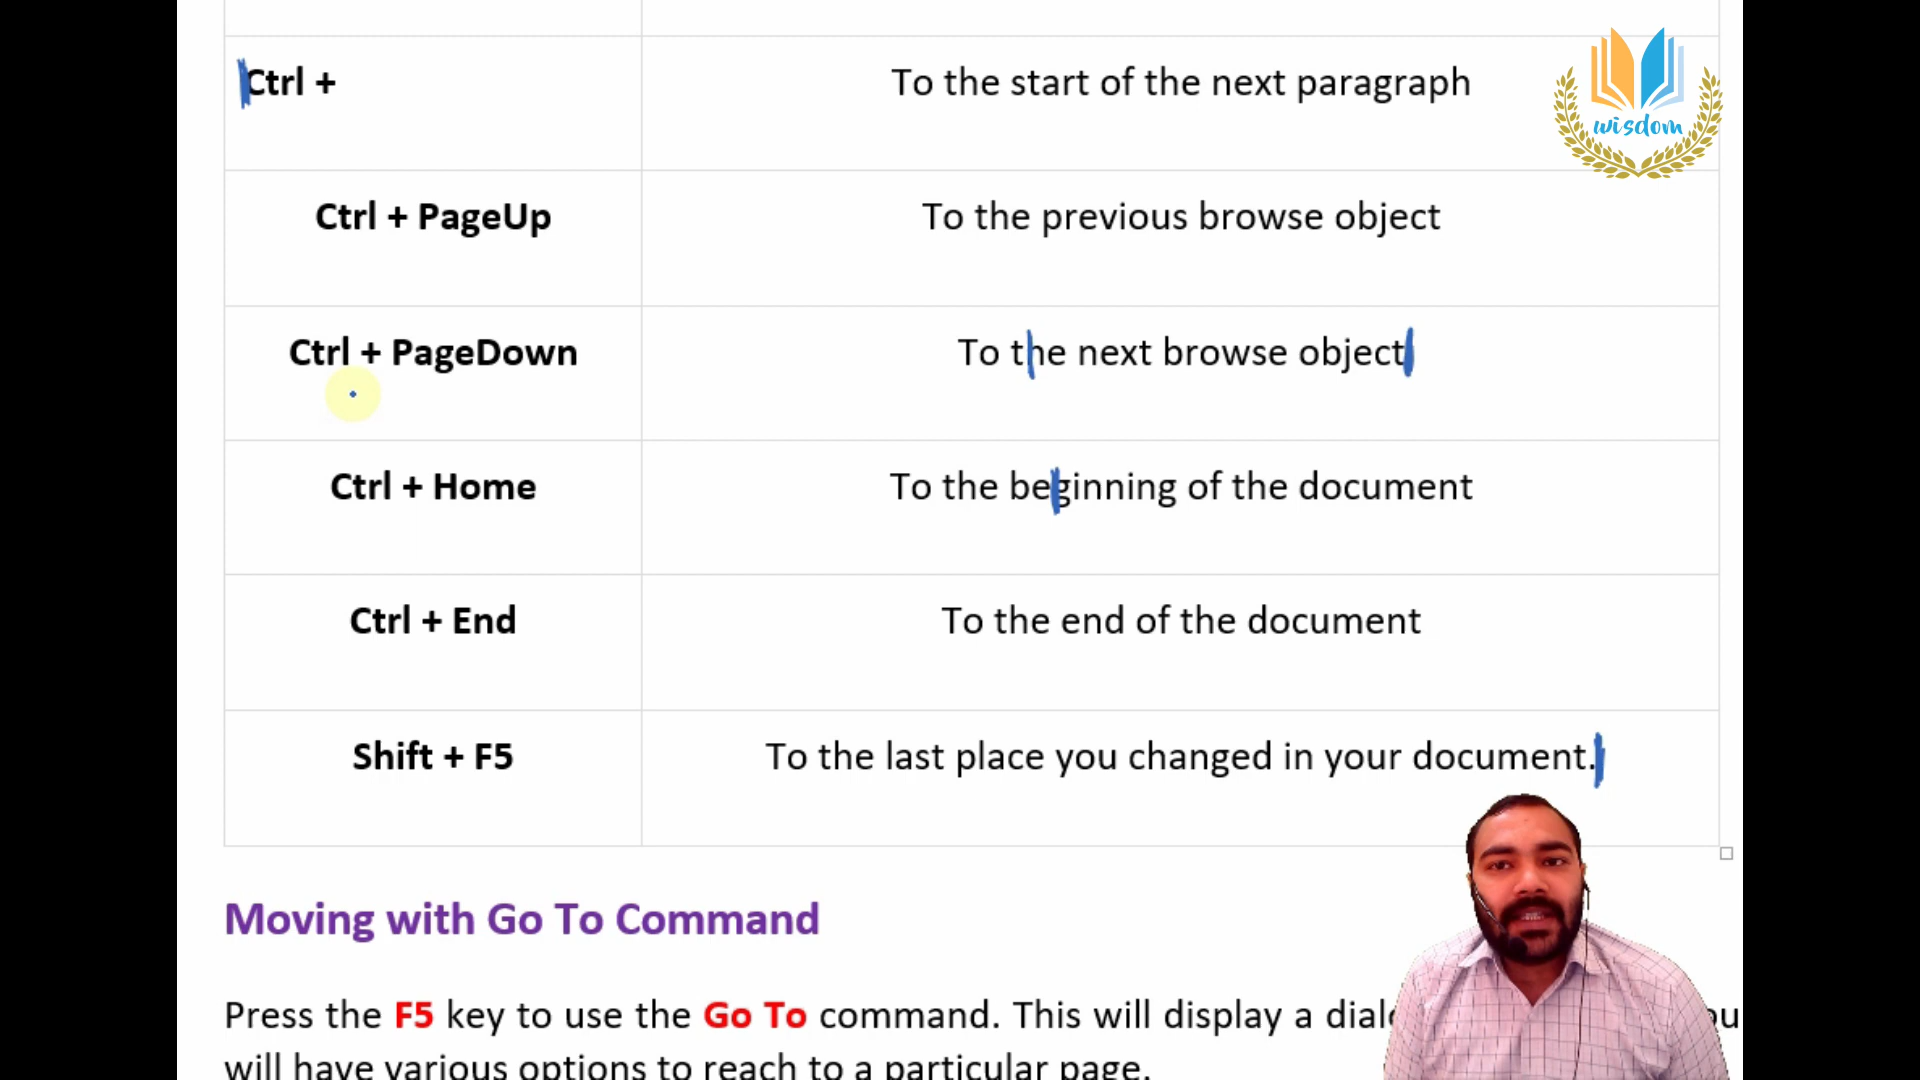 Ctrl + To the start of the next paragraph
wisdom
Ctrl + PageUp To the previous browse object
Ctrl + PageDown To the next browse object
Ctrl + Home To the beginning of the document
Ctrl + End To the end of the document
Shift + F5 To the last place you changed in your document.
Moving with Go To Command
Press the F5 key to use the Go To command. This will display a
will have various options to reach to a particular page.